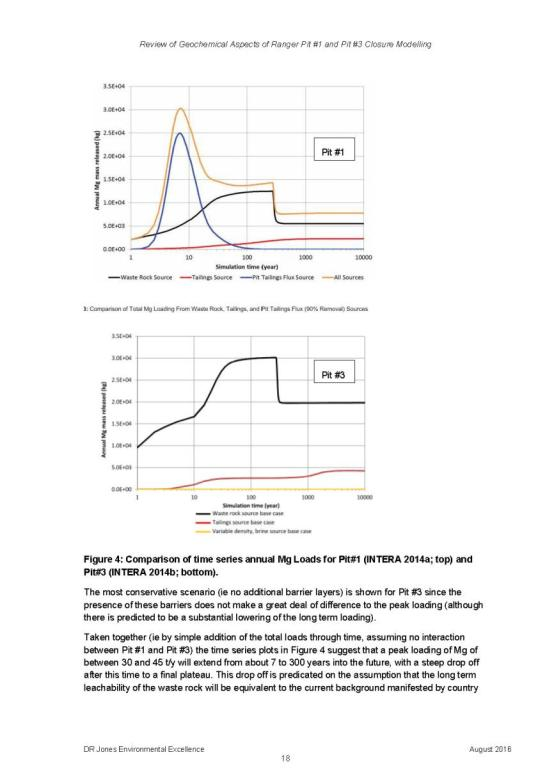 Review of Geochemical Aspects of Ranger Pit #1 and Pit #3 Closure Modelling
3.5E+04
3.0E+04
2.5E+04
2.0E+04
1.5E+04
1.0E+04
5.0E+03
0.0E+00
Annual Mg mass released (kg)
Pit #1
1 10 100 1000 10000
Simulation time (year)
Waste Rock Source Tailings Source Pit Tailings Flux Source All Sources
3: Comparison of Total Mg Loading From Waste Rock, Tailings, and Pit Tailings Flux (90% Removal) Sources
3.5E+04
3.0E+04
2.5E+04
2.0E+04
1.5E+04
1.0E+04
5.0E+03
0.0E+00
Annual Mg mass released (kg)
Pit #3
1 10 100 1000 10000
Simulation time (year)
Waste rock source base case
Tailings source base case
Variable density, brine source base case
Figure 4: Comparison of time series annual Mg Loads for Pit#1 (INTERA 2014a; top) and
Pit#3 (INTERA 2014b; bottom).
The most conservative scenario (ie no additional barrier layers) is shown for Pit #3 since the
presence of these barriers does not make a great deal of difference to the peak loading (although
there is predicted to be a substantial lowering of the long term loading).
Taken together (ie by simple addition of the total loads through time, assuming no interaction
between Pit #1 and Pit #3) the time series plots in Figure 4 suggest that a peak loading of Mg of
between 30 and 45 t/y will extend from about 7 to 300 years into the future, with a steep drop off
after this time to a final plateau. This drop off is predicated on the assumption that the long term
leachability of the waste rock will be equivalent to the current background manifested by country
DR Jones Environmental Excellence
August 2016
18